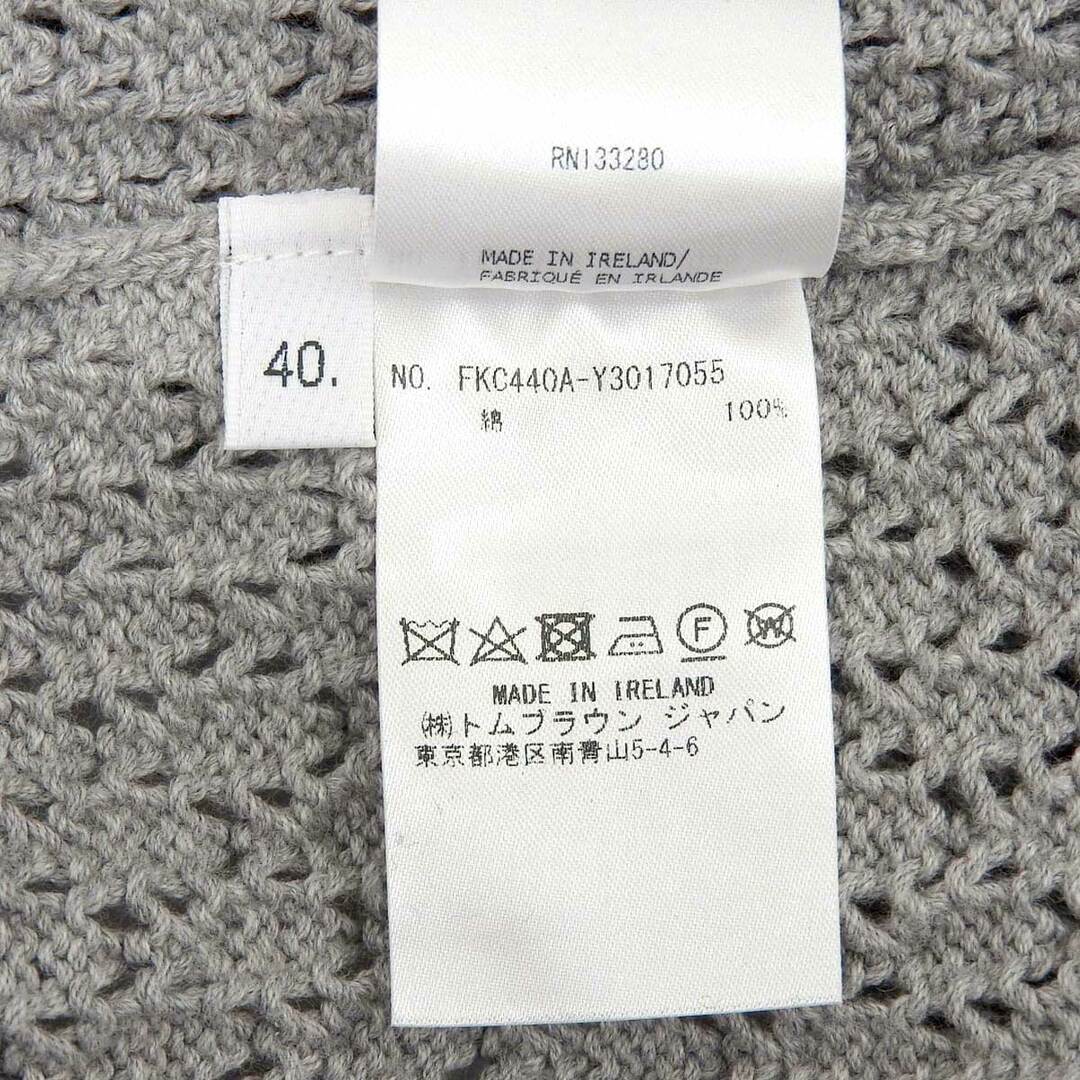 RN133280
MADE IN IRELAND/
FABRIQUÉ EN IRLANDE
40.
NO. FKC440A-Y3017055
綿 100%
F W
MADE IN IRELAND
㈱トムブラウン ジャパン
東京都港区南青山5-4-6